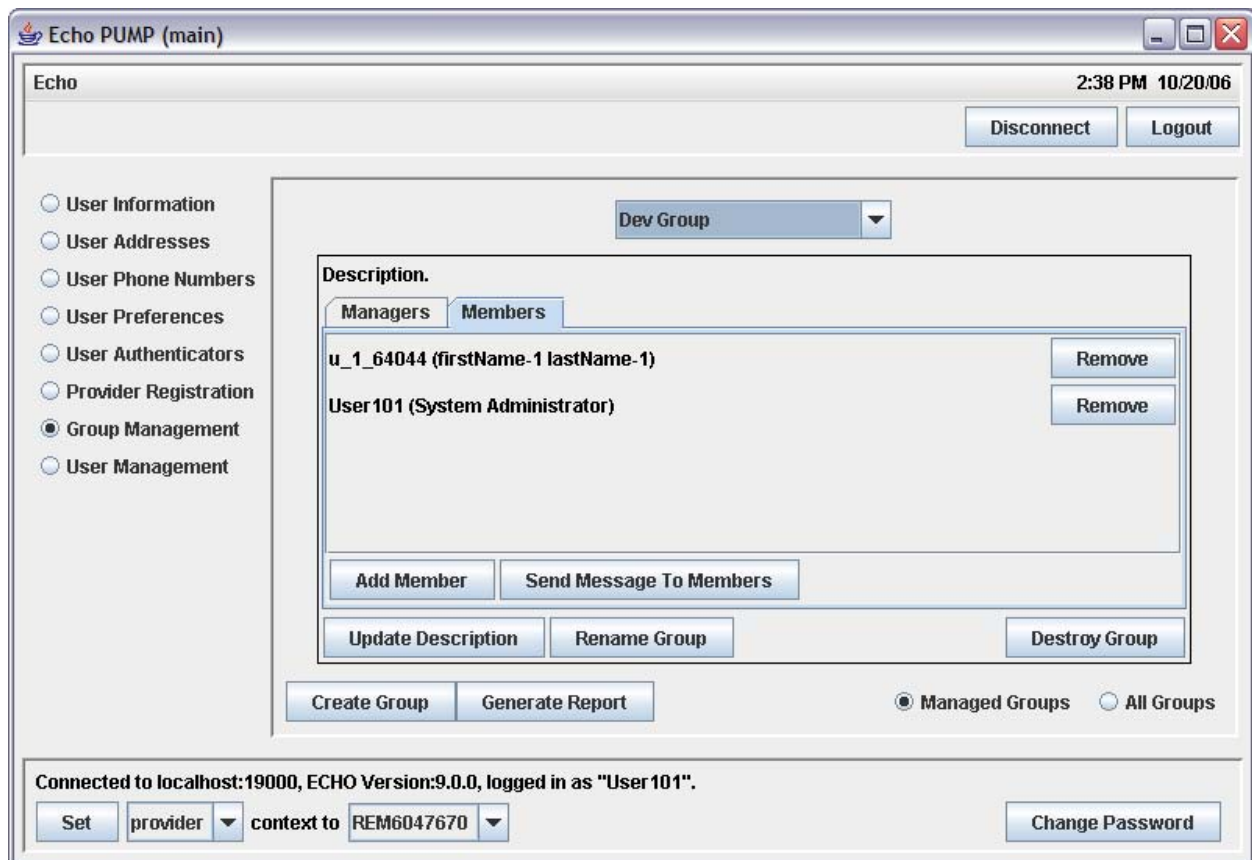 Echo PUMP (main)
Echo 2:38 PM 10/20/06
Disconnect Logout
User Information
User Addresses
User Phone Numbers
User Preferences
User Authenticators
Provider Registration
Group Management
User Management
Dev Group
Description.
Managers Members
u_1_64044 (firstName-1 lastName-1) Remove
User101 (System Administrator) Remove
Add Member Send Message To Members
Update Description Rename Group Destroy Group
Create Group Generate Report Managed Groups All Groups
Connected to localhost:19000, ECHO Version:9.0.0, logged in as "User101".
Set provider context to REM6047670 Change Password